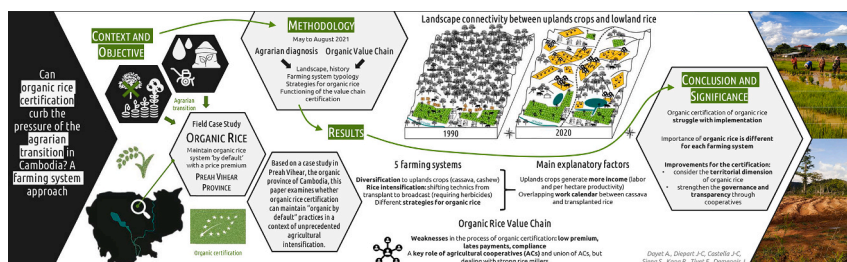 Can
organic rice
certification
curb the
pressure of the
agrarian
transition in
Cambodia? A
farming system
approach
CONTEXT AND
OBJECTIVE
Agrarian
transition
Field Case Study
ORGANIC RICE
Maintain organic rice
system 'by default'
with a price premium
PREAH VIHEAR
PROVINCE
Organic certification
METHODOLOGY
May to August 2021
Agrarian diagnosis Organic Value Chain
Landscape, history
Farming system typology
Strategies for organic rice
Functioning of the value chain
certification
RESULTS
Based on a case study in
Preah Vihear, the organic
province of Cambodia, this
paper examines whether
organic rice certification
can maintain "organic by
default" practices in a
context of unprecedented
agricultural
intensification.
Landscape connectivity between uplands crops and lowland rice
1990
2020
5 farming systems
Diversification to uplands crops (cassava, cashew)
Rice intensification: shifting technics from
transplant to broadcast (requiring herbicides)
Different strategies for organic rice
Main explanatory factors
Uplands crops generate more income (labor
and per hectare productivity)
Overlapping work calendar between cassava
and transplanted rice
Organic Rice Value Chain
Weaknesses in the process of organic certification: low premium,
lates payments, compliance
A key role of agricultural cooperatives (ACs) and union of ACs, but
dealing with strong rice millers
CONCLUSION AND
SIGNIFICANCE
Organic certification of organic rice
struggle with implementation
Importance of organic rice is different
for each farming system
Improvements for the certification:
• consider the territorial dimension
of organic rice
• strengthen the governance and
transparency through
cooperatives
Dayet A., Diepart J-C, Castella J-C,